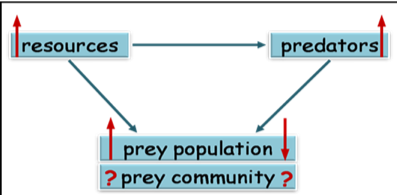 resources
predators
prey population
? prey community ?